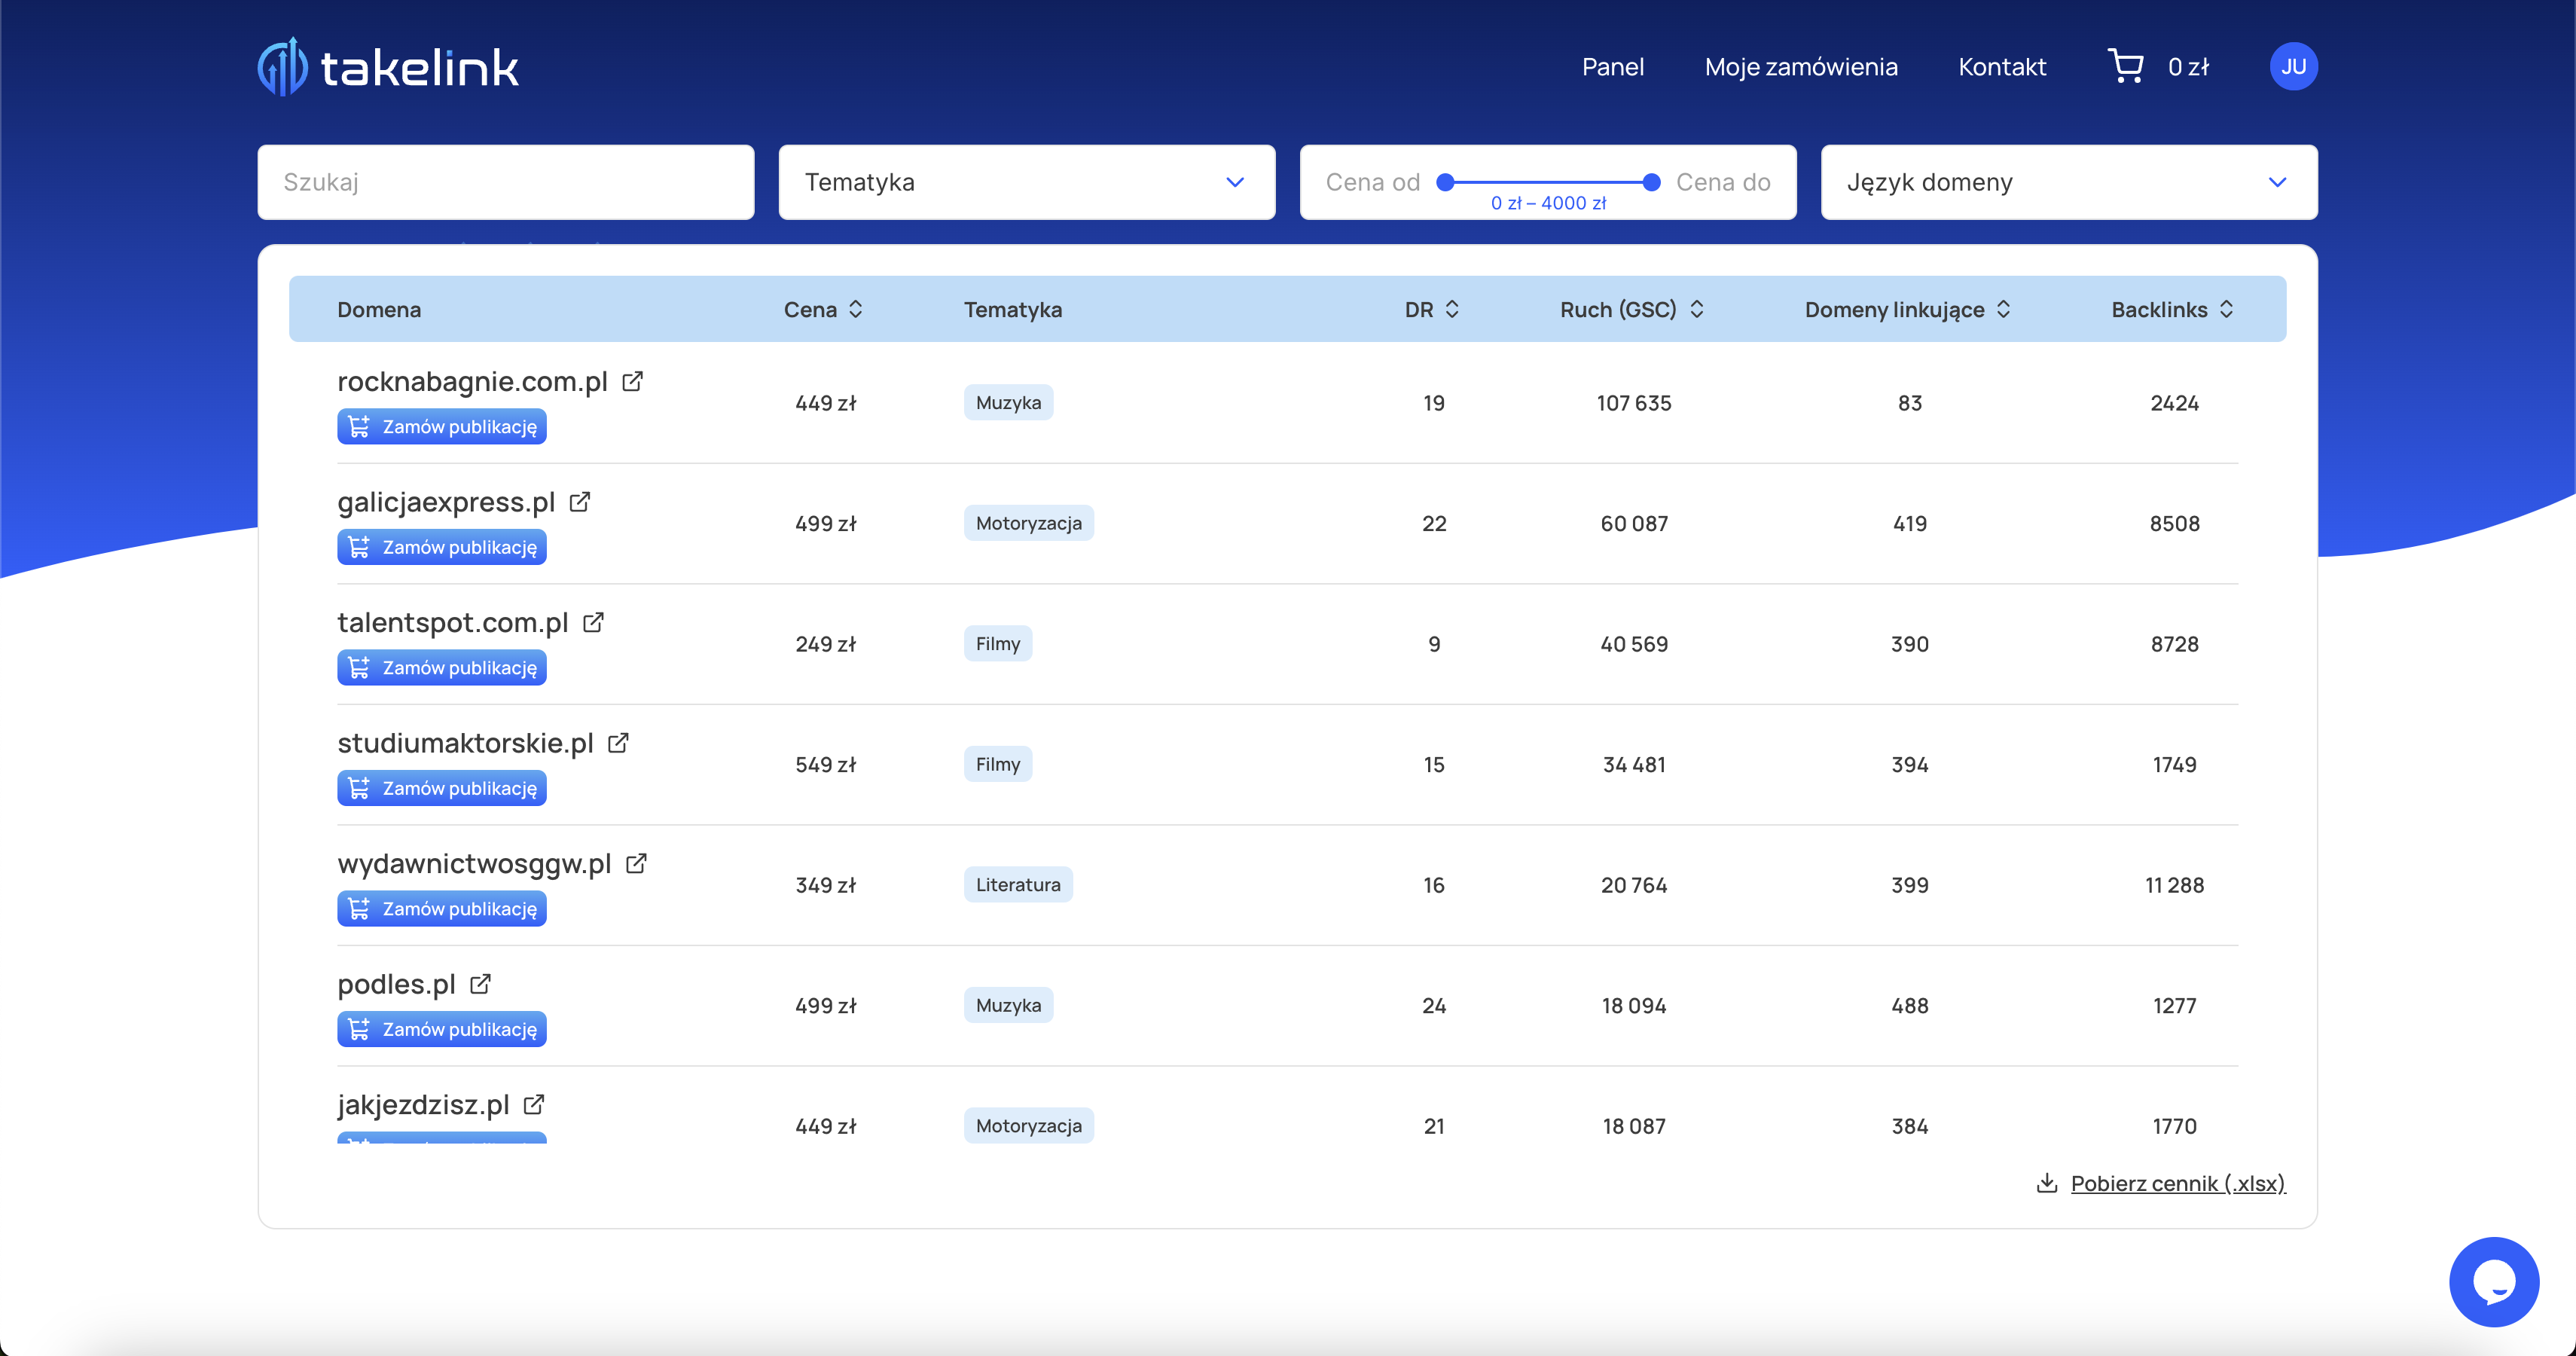 takelink
Panel Moje zamówienia Kontakt 0 zł JU
Szukaj Tematyka Cena od Cena do Język domeny
0 zł – 4000 zł
Domena Cena Tematyka DR Ruch (GSC) Domeny linkujące Backlinks
rocknabagnie.com.pl
449 zł Muzyka 19 107 635 83 2424
Zamów publikację
galicjaexpress.pl
499 zł Motoryzacja 22 60 087 419 8508
Zamów publikację
talentspot.com.pl
249 zł Filmy 9 40 569 390 8728
Zamów publikację
studiumaktorskie.pl
549 zł Filmy 15 34 481 394 1749
Zamów publikację
wydawnictwosggw.pl
349 zł Literatura 16 20 764 399 11 288
Zamów publikację
podles.pl
499 zł Muzyka 24 18 094 488 1277
Zamów publikację
jakjezdzisz.pl
449 zł Motoryzacja 21 18 087 384 1770
Pobierz cennik (.xlsx)